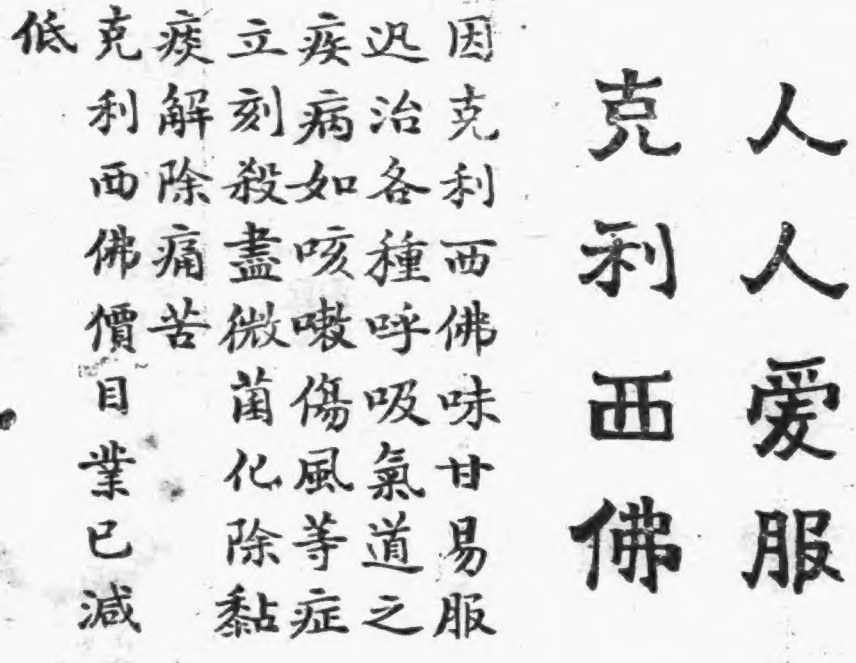 人人爱服
克利西佛
因克利西佛味甘易服
迅治各種呼吸氣道之
疾病如咳嗽傷風等症
立刻殺盡微菌化除黏
痰解除痛苦
克利西佛價目業已減
低